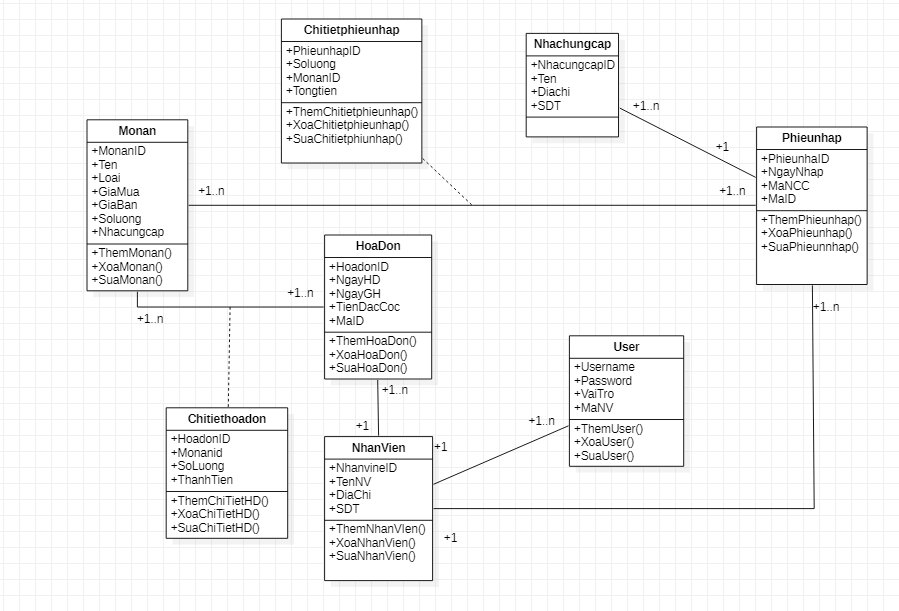 Chitietphieunhap
+PhieunhapID
+Soluong
+MonanID
+Tongtien
+ThemChitietphieunhap()
+XoaChitietphieunhap()
+SuaChitietphiunhap()
Nhachungcap
+NhacungcapID
+Ten
+Diachi
+SDT
+1..n
+1
Phieunhap
+PhieunhaID
+NgayNhap
+MaNCC
+MaID
+ThemPhieunhap()
+XoaPhieunhap()
+SuaPhieunnhap()
Monan
+MonanID
+Ten
+Loai
+GiaMua
+GiaBan
+Soluong
+Nhacungcap
+ThemMonan()
+XoaMonan()
+SuaMonan()
+1..n
+1..n
HoaDon
+HoadonID
+NgayHD
+NgayGH
+TienDacCoc
+MaID
+ThemHoaDon()
+XoaHoaDon()
+SuaHoaDon()
+1..n
+1..n
+1..n
+1..n
+1
User
+Username
+Password
+VaiTro
+MaNV
+ThemUser()
+XoaUser()
+SuaUser()
+1..n
+1
Chitiethoadon
+HoadonID
+Monanid
+SoLuong
+ThanhTien
+ThemChiTietHD()
+XoaChiTietHD()
+SuaChiTietHD()
NhanVien
+NhanvineID
+TenNV
+DiaChi
+SDT
+ThemNhanVIen()
+XoaNhanVien()
+SuaNhanVien()
+1